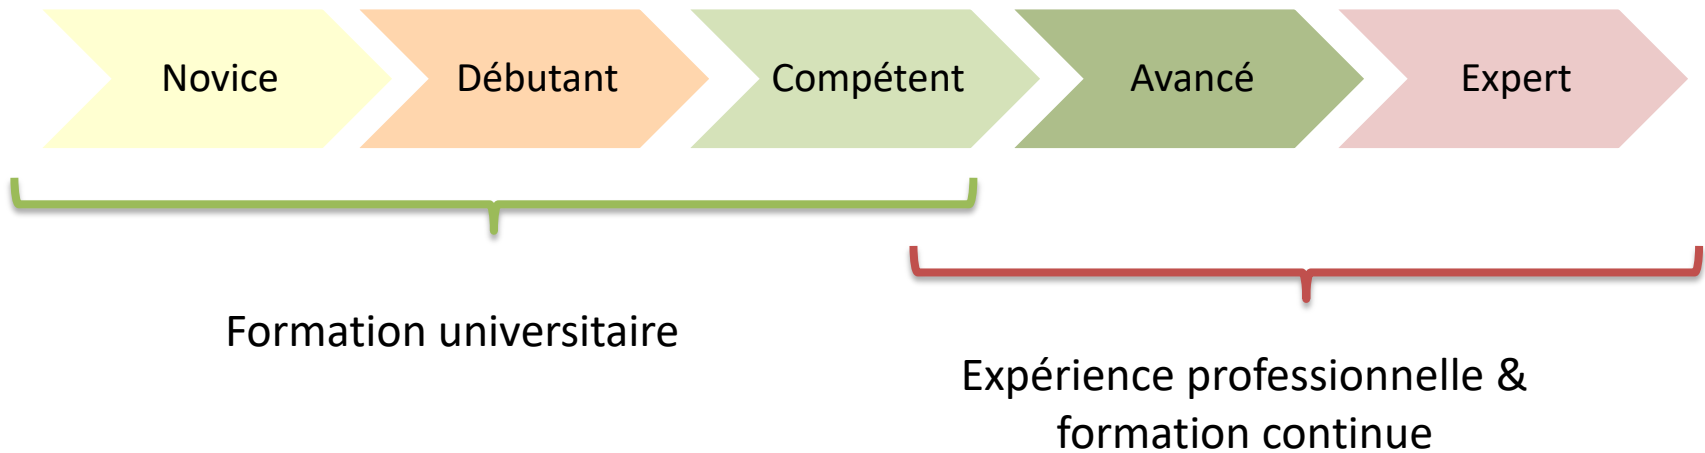 Novice
Débutant
Compétent
Avancé
Expert
Formation universitaire
Expérience professionnelle &
formation continue